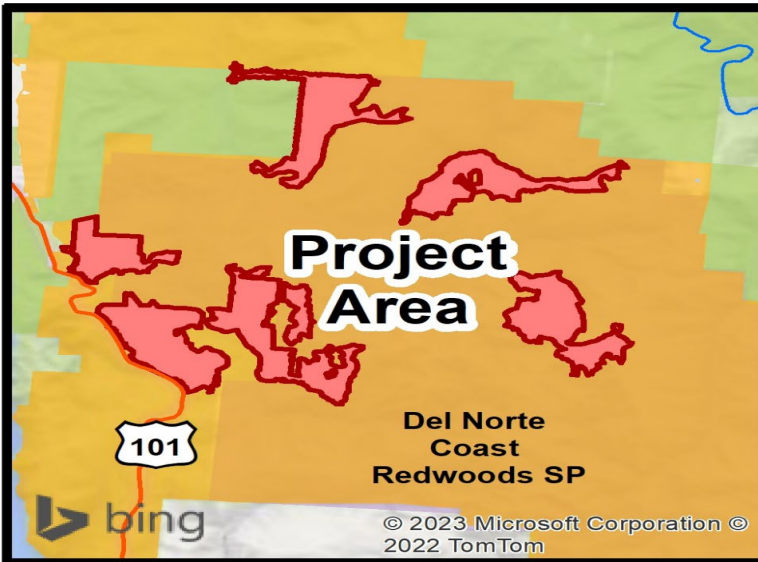 Project
Area
Del Norte
Coast
Redwoods SP
101
bing
© 2023 Microsoft Corporation ©
2022 TomTom